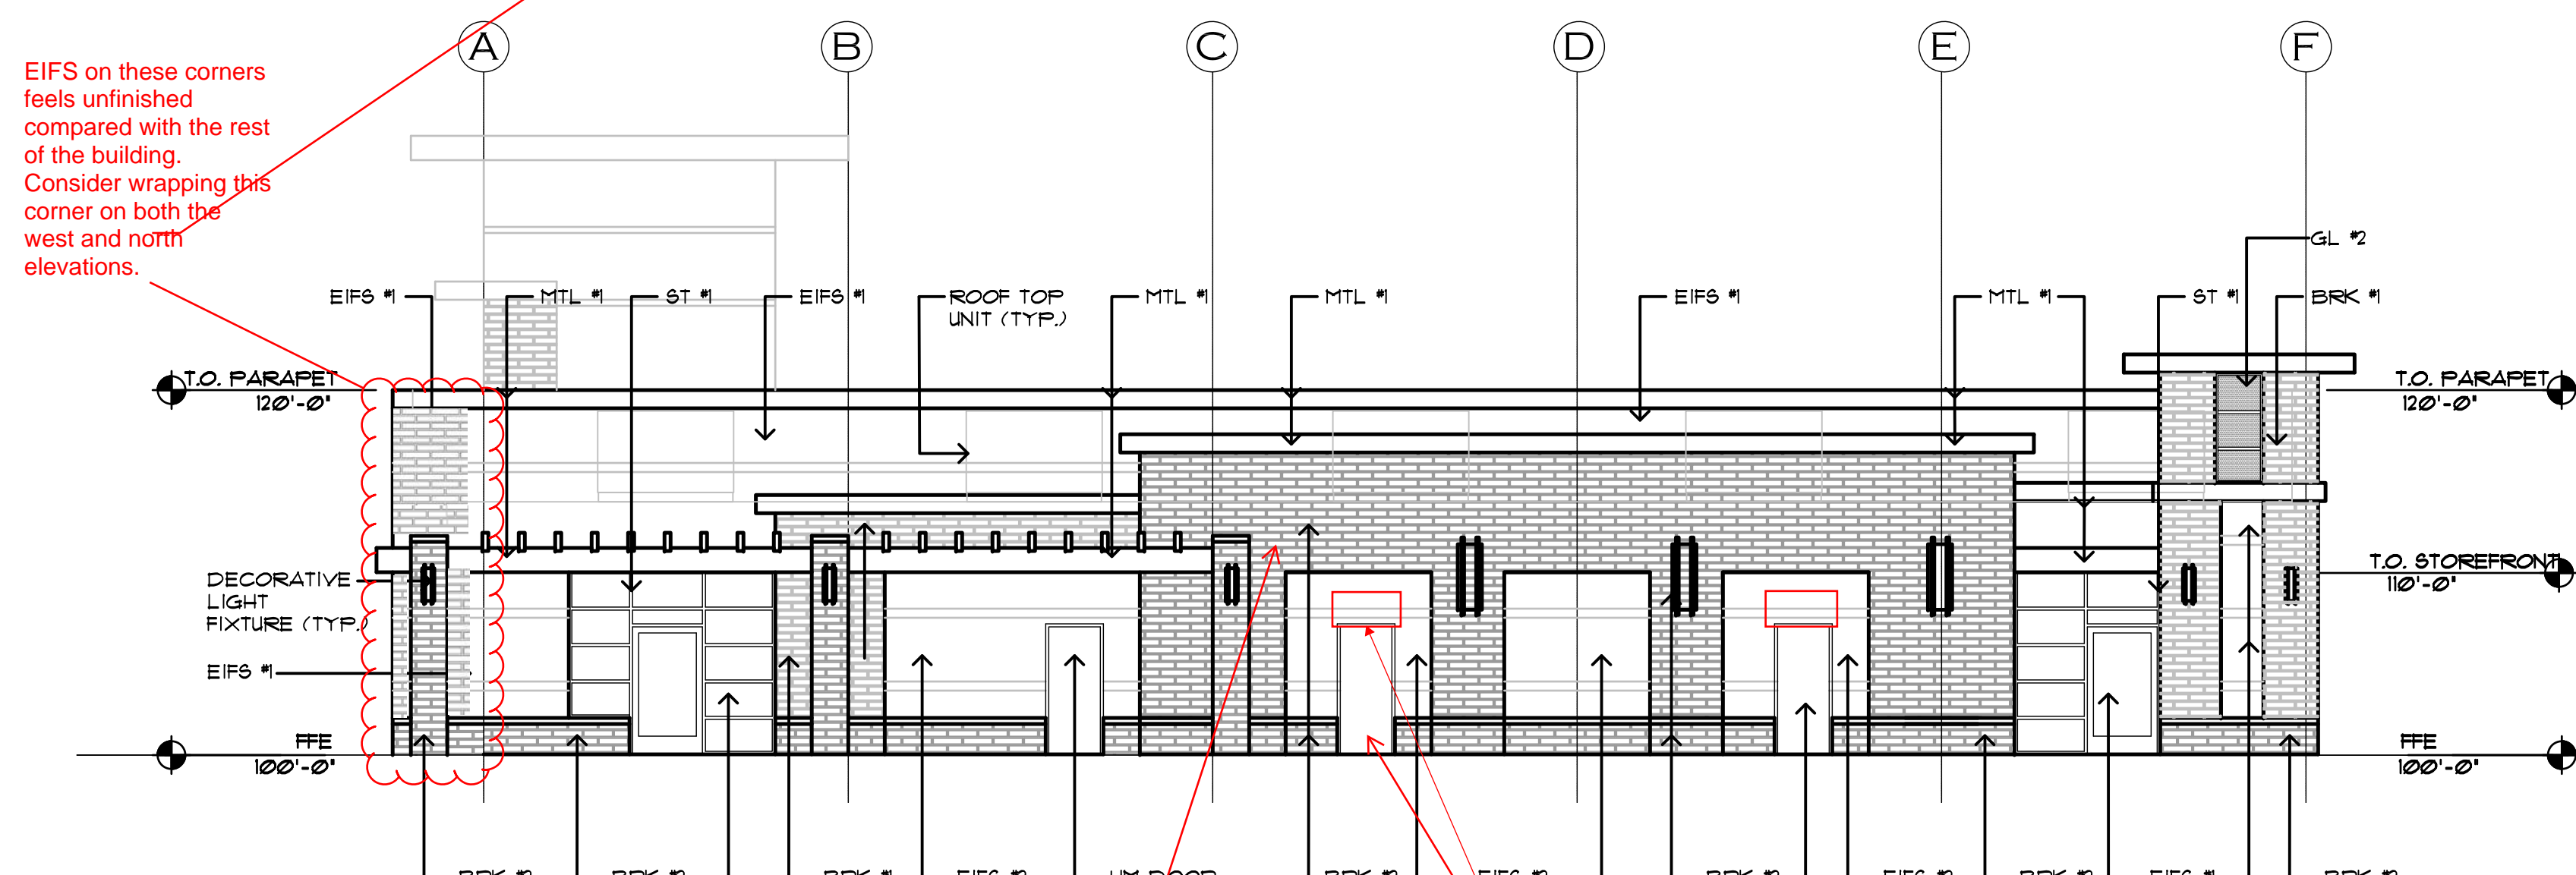 A B C D E F
EIFS on these corners
feels unfinished
compared with the rest
of the building.
Consider wrapping this
corner on both the
west and north
elevations.
GL #2
EIFS #1
MTL #1
ST #1
EIFS #1
ROOF TOP
UNIT (TYP.)
MTL #1
MTL #1
EIFS #1
MTL #1
ST #1
BRK #1
T.O. PARAPET
120'-0"
T.O. PARAPET
120'-0"
DECORATIVE
LIGHT
FIXTURE (TYP.)
T.O. STOREFRONT
110'-0"
EIFS #1
FFE
100'-0"
FFE
100'-0"